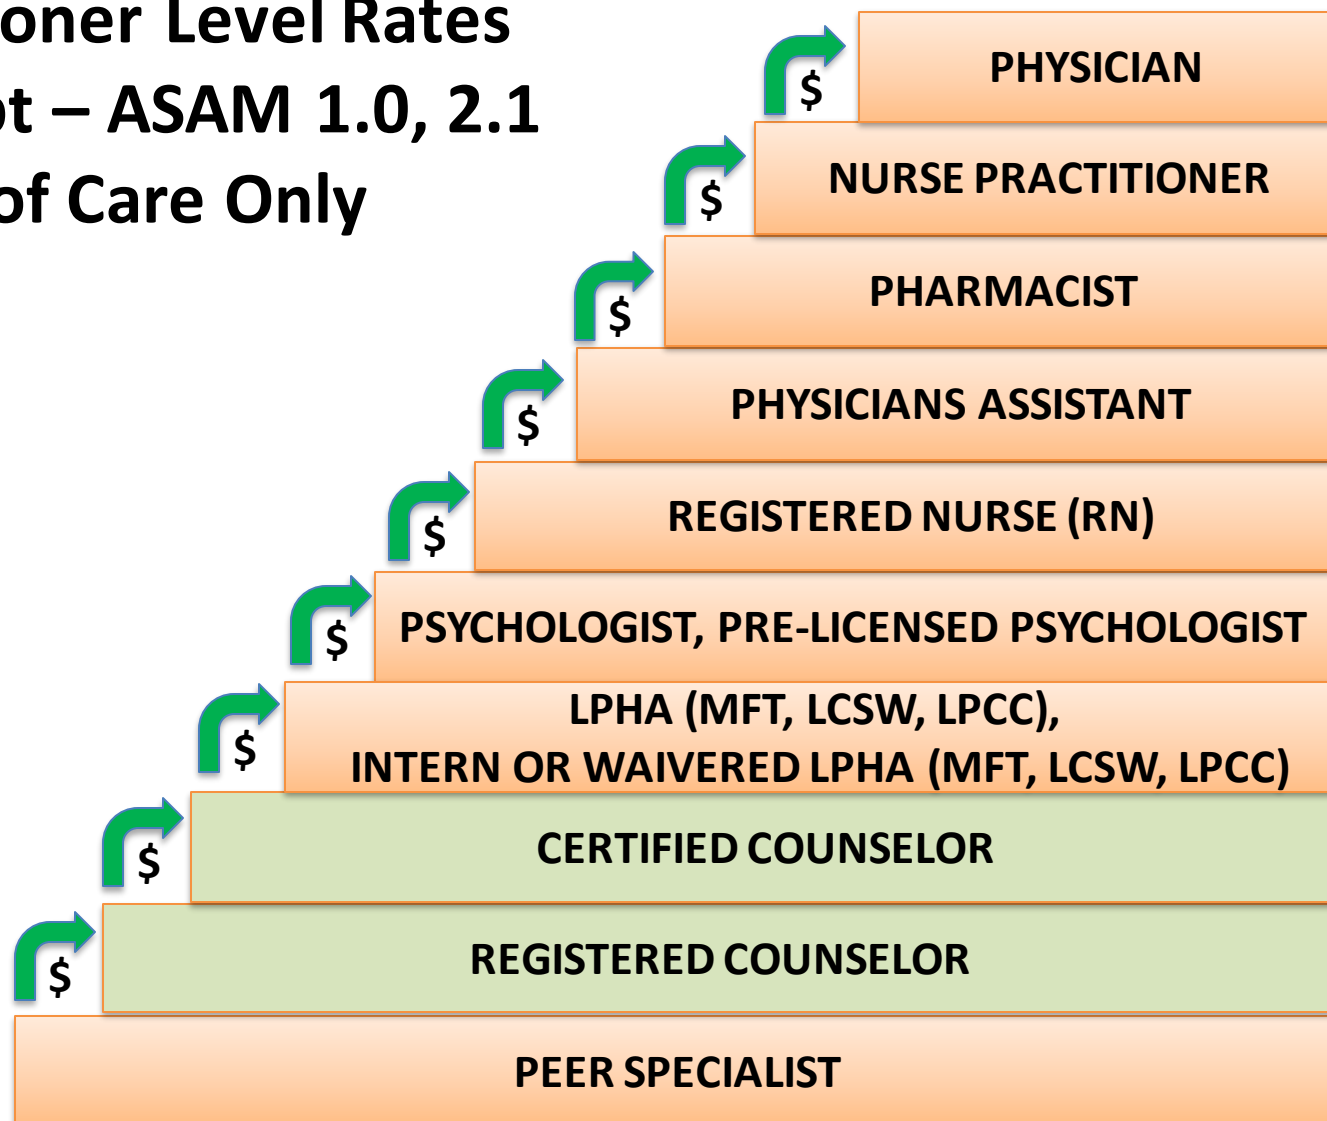 oner Level Rates
pt – ASAM 1.0, 2.1
of Care Only
PHYSICIAN
$
NURSE PRACTITIONER
$
PHARMACIST
$
PHYSICIANS ASSISTANT
$
REGISTERED NURSE (RN)
$
PSYCHOLOGIST, PRE-LICENSED PSYCHOLOGIST
$
LPHA (MFT, LCSW, LPCC),
INTERN OR WAIVERED LPHA (MFT, LCSW, LPCC)
$
CERTIFIED COUNSELOR
$
REGISTERED COUNSELOR
$
PEER SPECIALIST